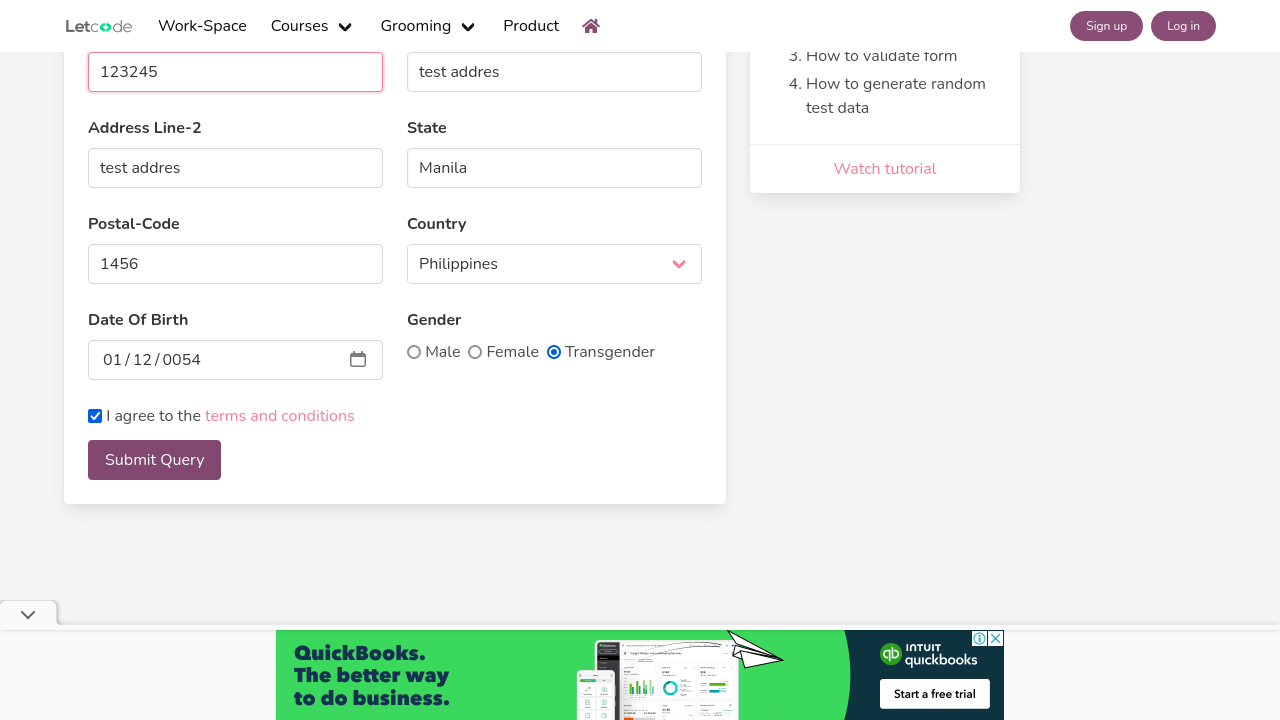 Letcode Work-Space Courses Grooming Product Sign up Log in
123245 test addres
3. How to validate form
4. How to generate random
test data
Address Line-2 State
test addres Manila
Watch tutorial
Postal-Code Country
1456 Philippines
Date Of Birth Gender
01/12/0054 Male Female Transgender
I agree to the terms and conditions
Submit Query
QuickBooks.
The better way
to do business.
qb INTUIT
quickbooks
Start a free trial